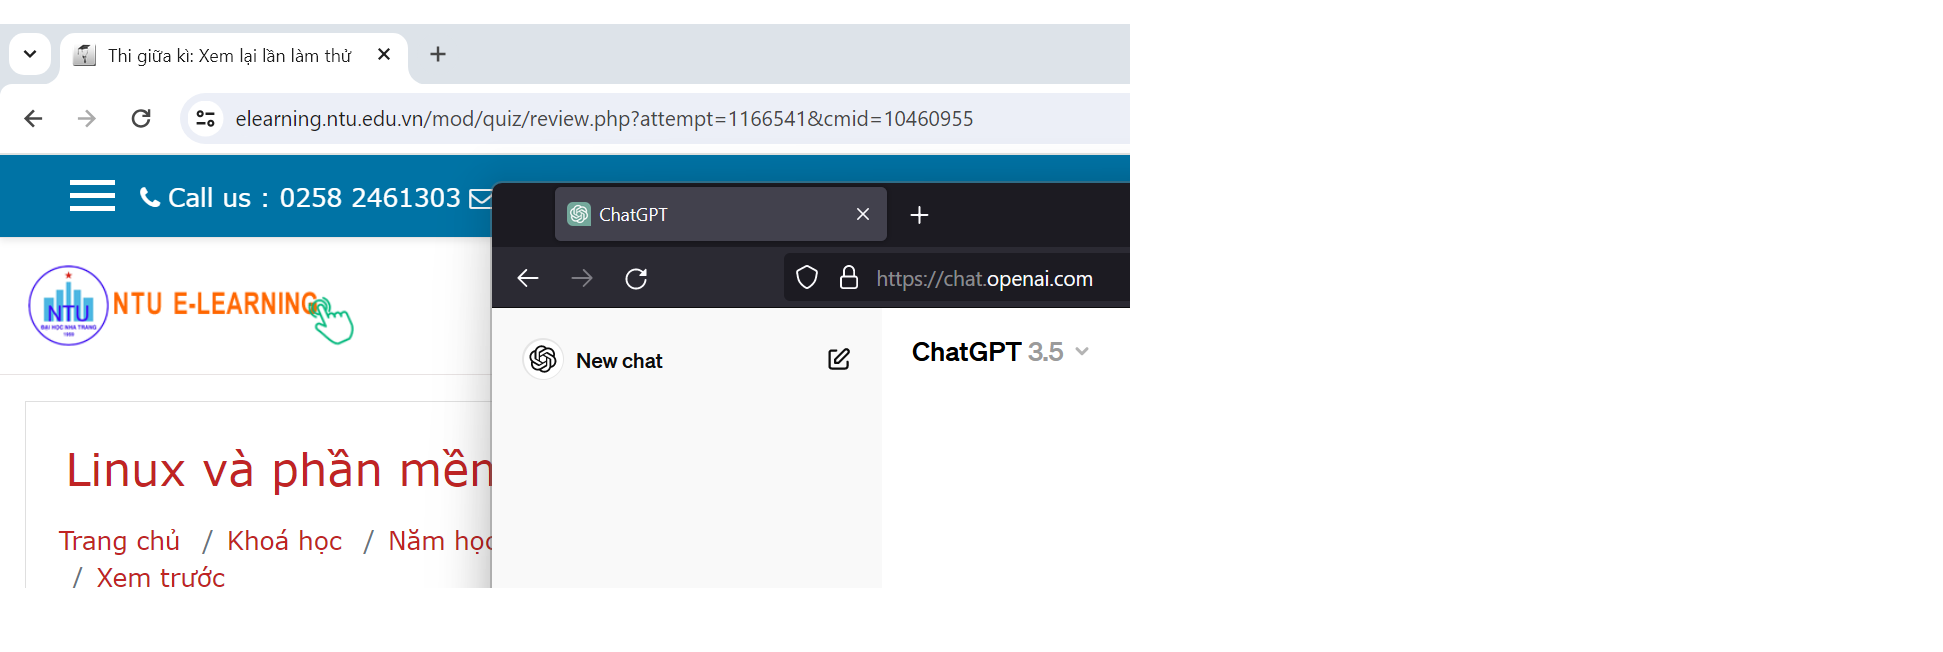 Thi giữa kì: Xem lại lần làm thử
elearning.ntu.edu.vn/mod/quiz/review.php?attempt=1166541&cmid=10460955
Call us : 0258 2461303
NTU
ĐẠI HỌC NHA TRANG
1959
NTU E-LEARNING
Linux và phần mền
Trang chủ / Khoá học / Năm học
/ Xem trước
ChatGPT
https://chat.openai.com
New chat
ChatGPT 3.5